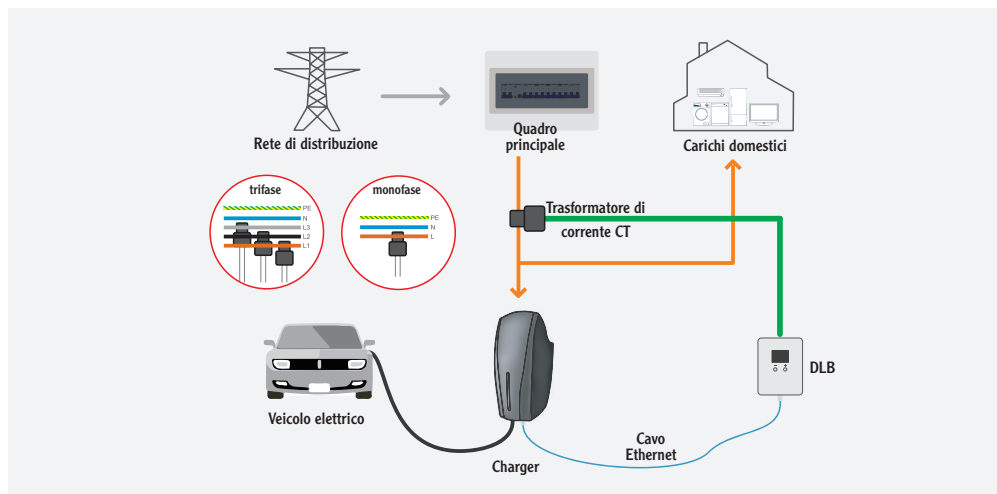 Rete di distribuzione
Quadro
principale
Carichi domestici
trifase
PE
N
L3
L2
L1
monofase
PE
N
L
Trasformatore di
corrente CT
Veicolo elettrico
Charger
Cavo
Ethernet
DLB